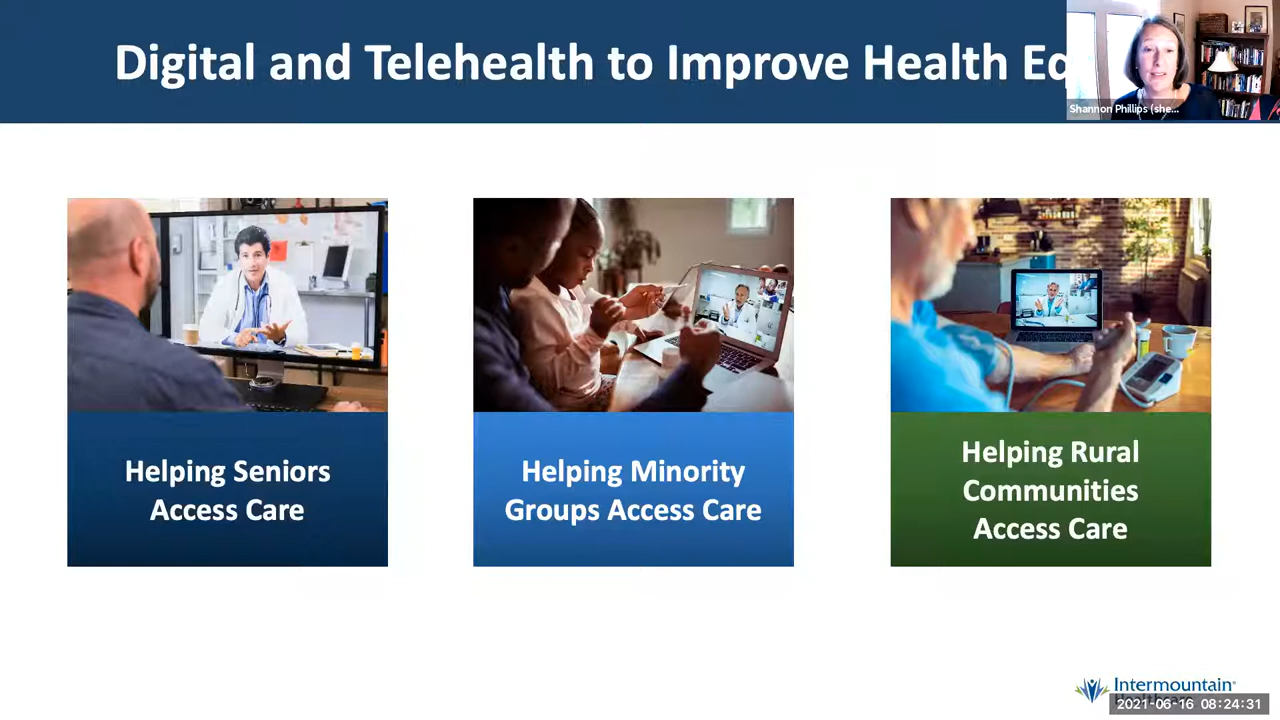 Digital and Telehealth to Improve Health Ed
Shannon Phillips (she...
Helping Seniors
Access Care
Helping Minority
Groups Access Care
Helping Rural
Communities
Access Care
Intermountain®
2021-06-16 08:24:31